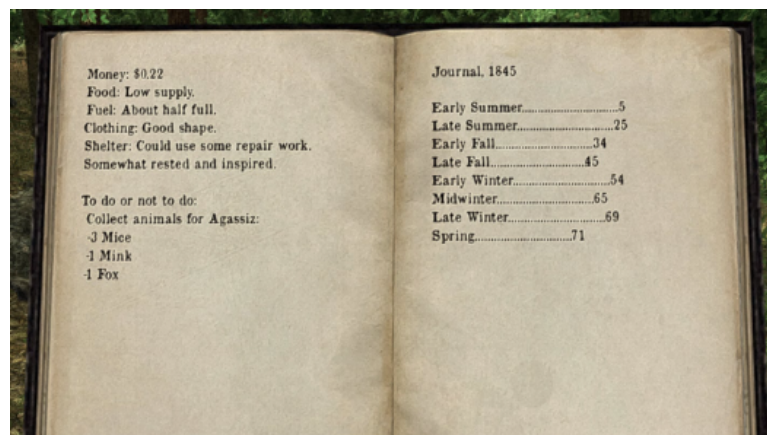 Money: $0.22
Food: Low supply.
Fuel: About half full.
Clothing: Good shape.
Shelter: Could use some repair work.
Somewhat rested and inspired.
To do or not to do:
Collect animals for Agassiz:
-3 Mice
-1 Mink
-1 Fox
Journal, 1845
Early Summer..............................5
Late Summer..............................25
Early Fall..............................34
Late Fall..............................45
Early Winter..............................54
Midwinter..............................65
Late Winter..............................69
Spring..............................71